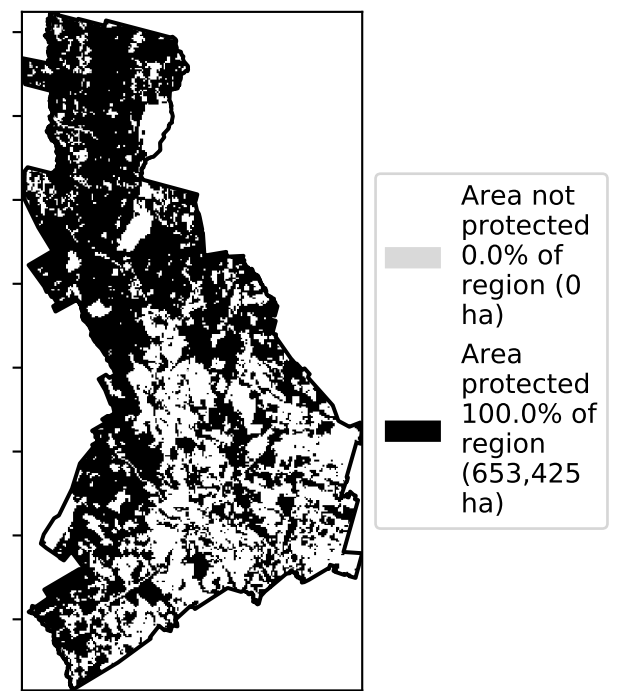 Area not
protected
0.0% of
region (0
ha)
Area
protected
100.0% of
region
(653,425
ha)